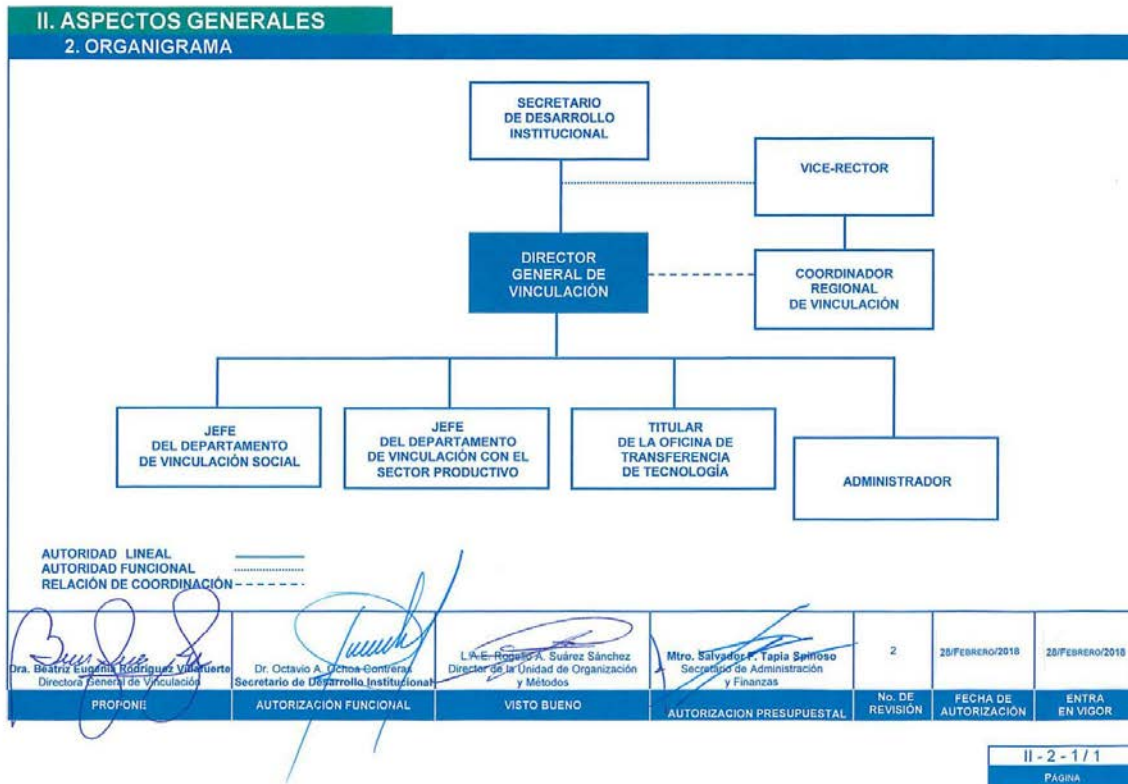 II. ASPECTOS GENERALES
2. ORGANIGRAMA
SECRETARIO
DE DESARROLLO
INSTITUCIONAL
VICE-RECTOR
DIRECTOR
GENERAL DE
VINCULACIÓN
COORDINADOR
REGIONAL
DE VINCULACIÓN
JEFE
DEL DEPARTAMENTO
DE VINCULACIÓN SOCIAL
JEFE
DEL DEPARTAMENTO
DE VINCULACIÓN CON EL
SECTOR PRODUCTIVO
TITULAR
DE LA OFICINA DE
TRANSFERENCIA
DE TECNOLOGÍA
ADMINISTRADOR
AUTORIDAD LINEAL
AUTORIDAD FUNCIONAL
RELACIÓN DE COORDINACIÓN
Dra. Beatriz Eugenia Rodríguez Villafuerte
Directora General de Vinculación
PROPONE
Dr. Octavio A. Ochoa Contreras
Secretario de Desarrollo Institucional
AUTORIZACIÓN FUNCIONAL
L.A.E. Rogelio A. Suárez Sánchez
Director de la Unidad de Organización
y Métodos
VISTO BUENO
Mtro. Salvador F. Tapia Spinoso
Secretario de Administración
y Finanzas
AUTORIZACION PRESUPUESTAL
2
No. DE
REVISIÓN
28/FEBRERO/2018
FECHA DE
AUTORIZACIÓN
28/FEBRERO/2018
ENTRA
EN VIGOR
II - 2 - 1 / 1
PÁGINA